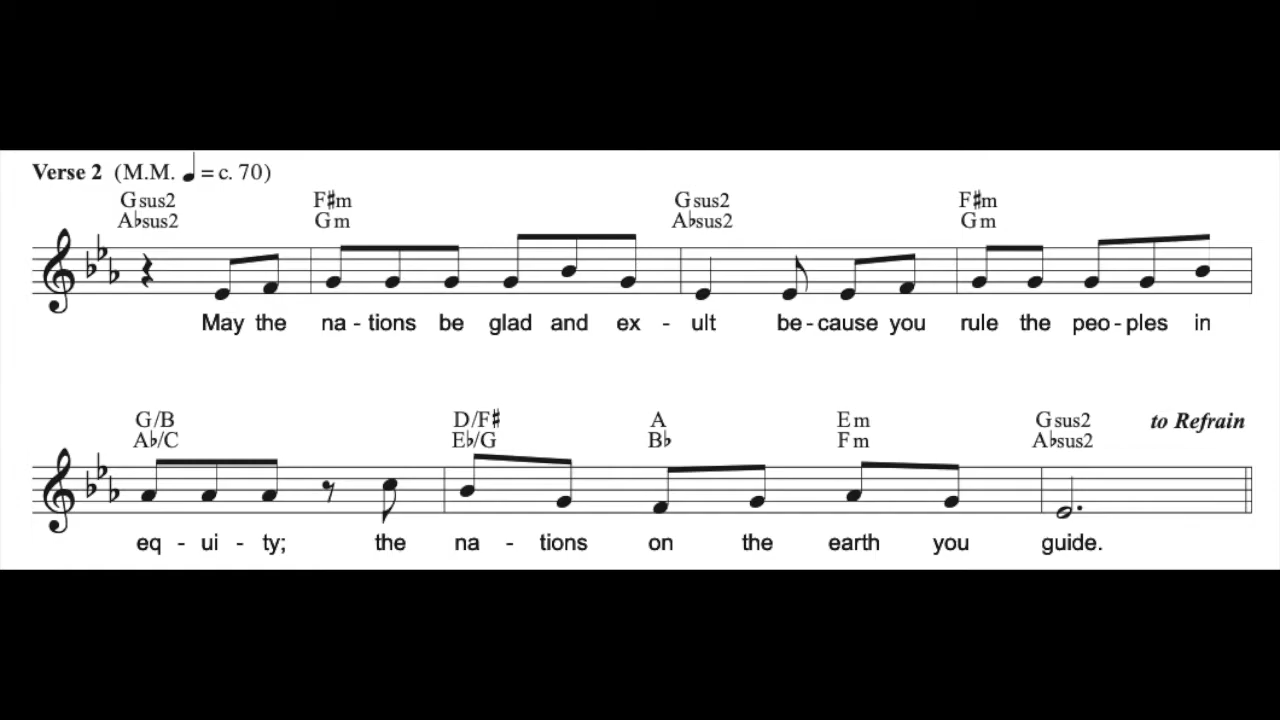 Verse 2 (M.M. ♩ = c. 70)
Gsus2 F♯m Gsus2 F♯m
A♭sus2 Gm A♭sus2 Gm
May the na - tions be glad and ex - ult be - cause you rule the peo - ples in
G/B D/F♯ A Em Gsus2 to Refrain
A♭/C E♭/G B♭ Fm A♭sus2
eq - ui - ty; the na - tions on the earth you guide.